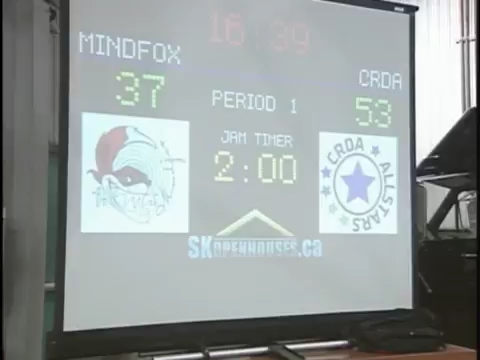 16:39
MINDFOX
CRDA
37
PERIOD 1
53
JAM TIMER
2:00
CRDA ALLSTARS
SKOPENHOUSES.ca